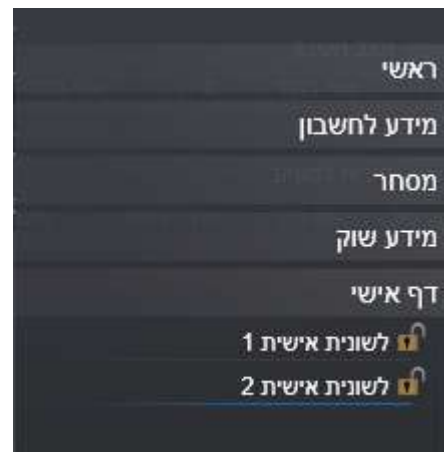 ראשי
מידע לחשבון
מסחר
מידע שוק
דף אישי
לשונית אישית 1
לשונית אישית 2